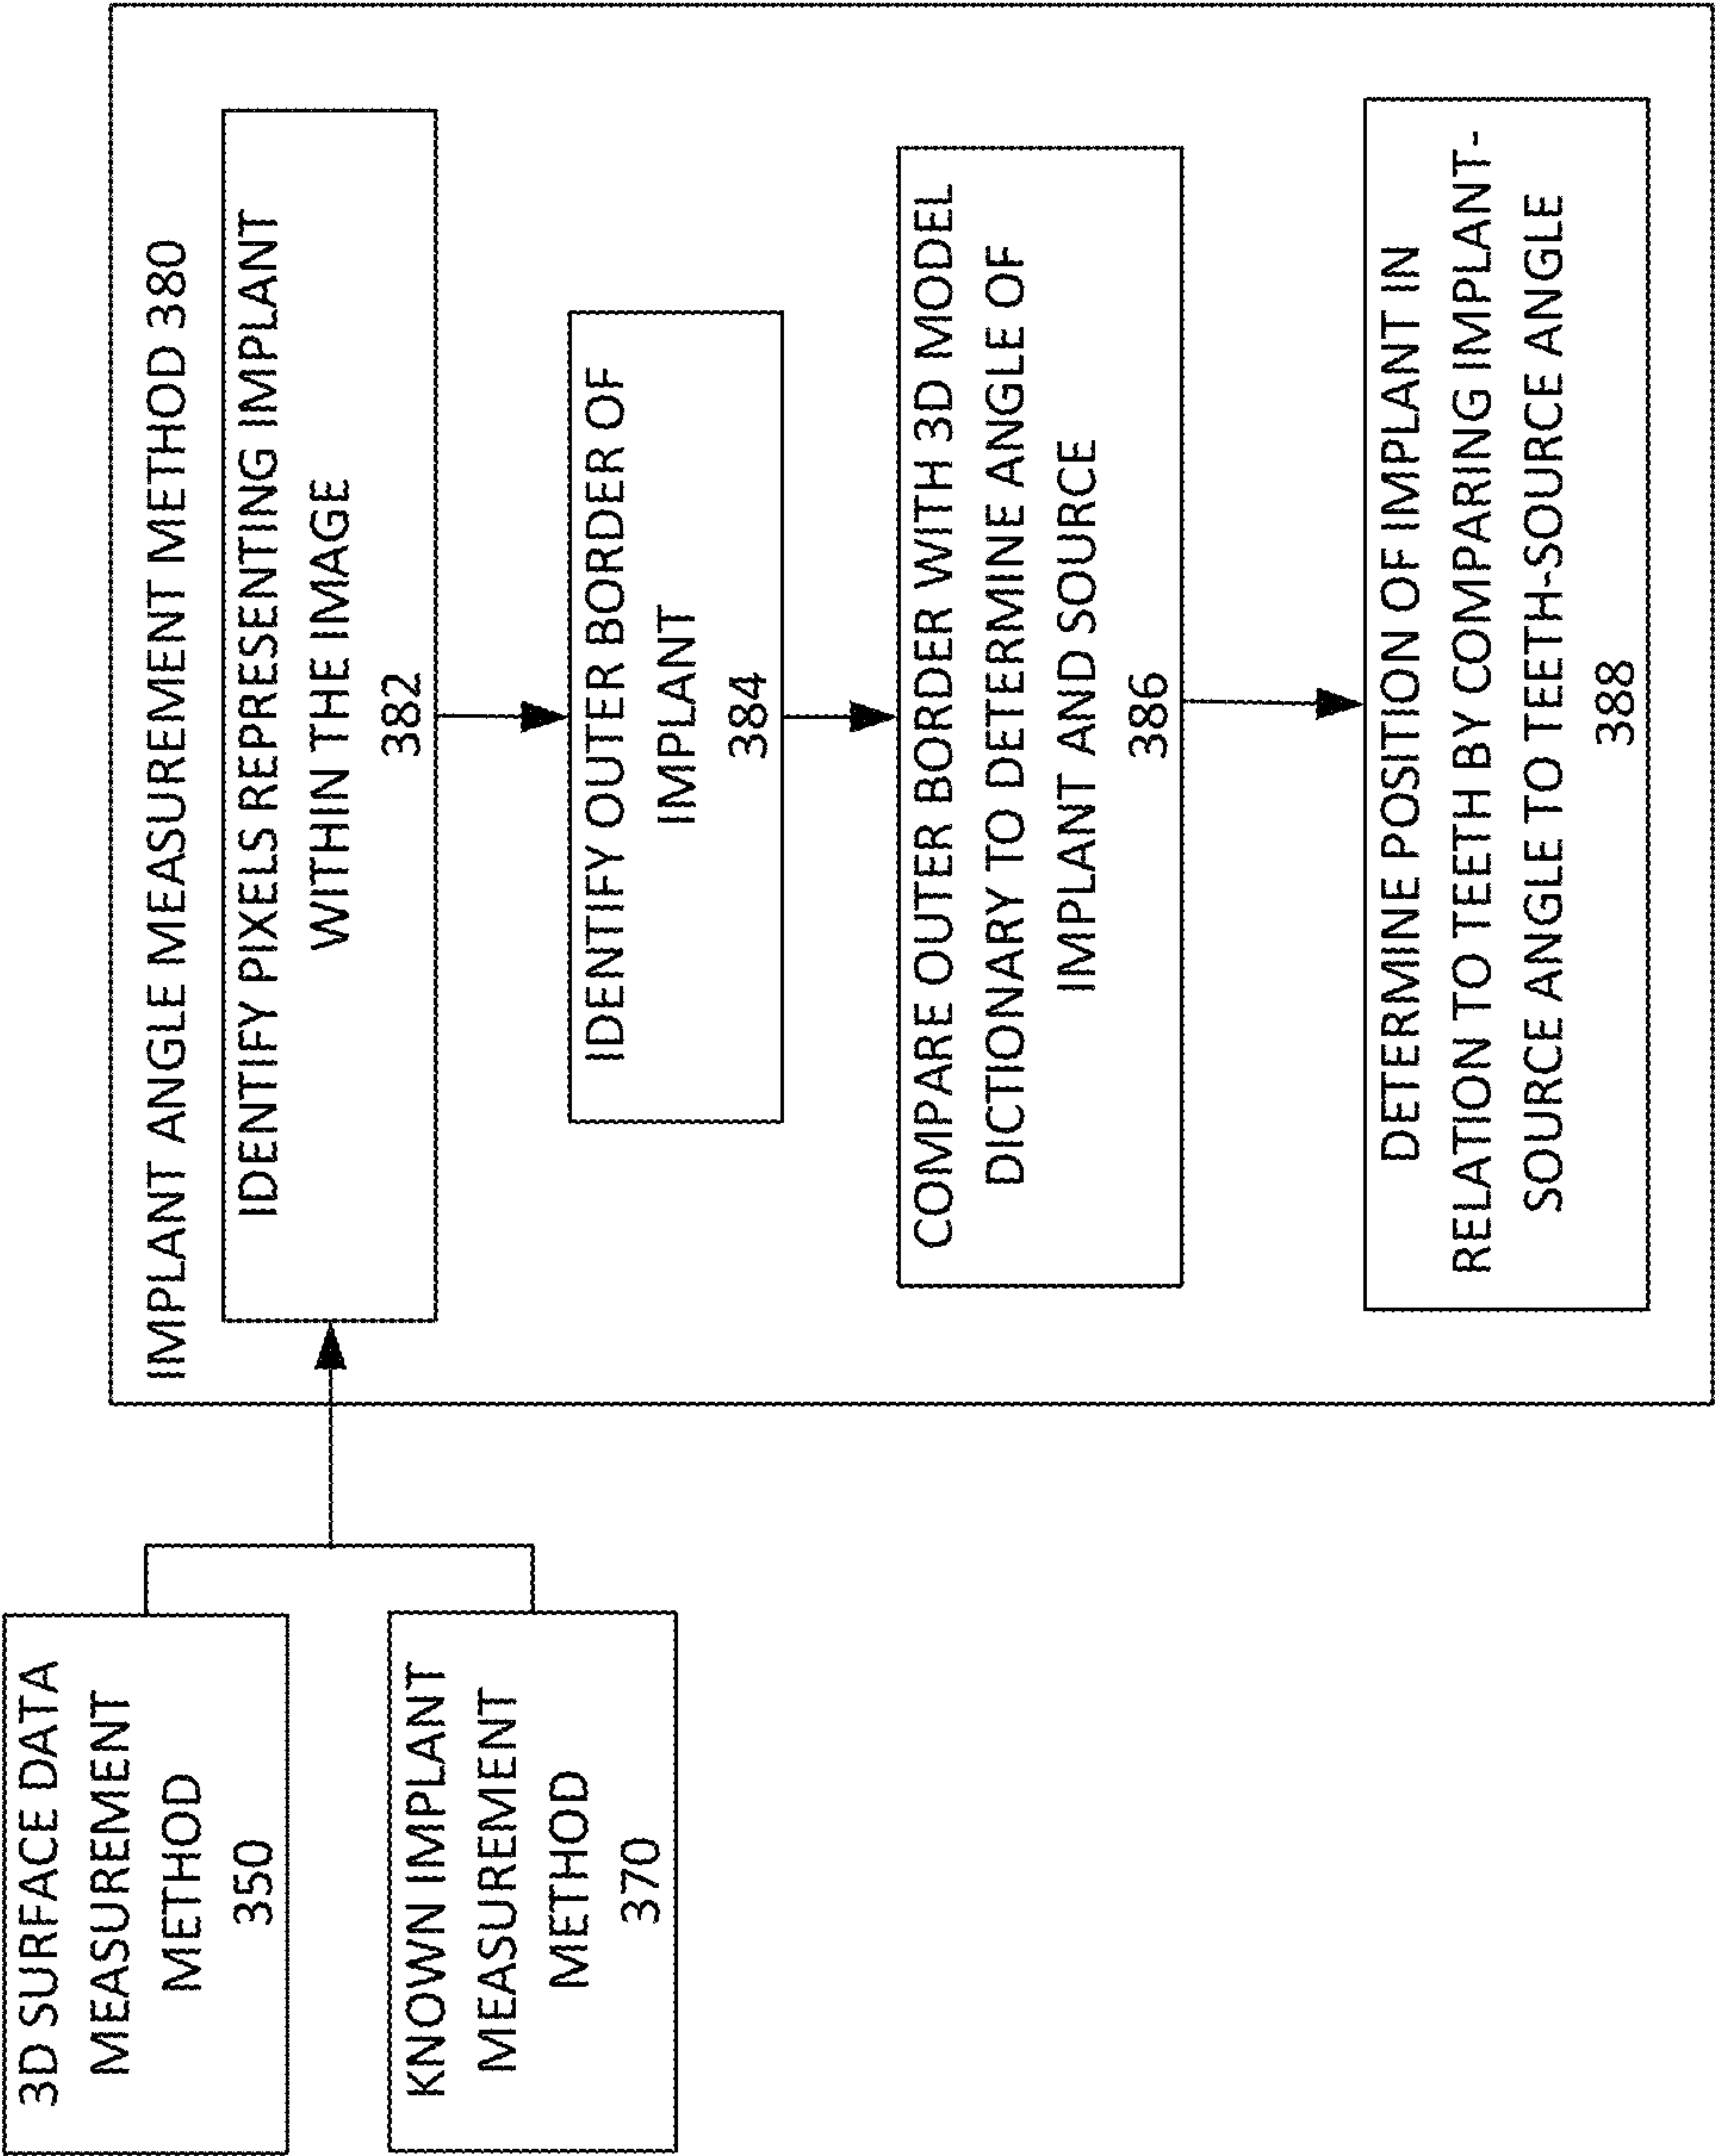 3D SURFACE DATA
MEASUREMENT
METHOD
350
KNOWN IMPLANT
MEASUREMENT
METHOD
370
IMPLANT ANGLE MEASUREMENT METHOD 380
IDENTIFY PIXELS REPRESENTING IMPLANT
WITHIN THE IMAGE
382
IDENTIFY OUTER BORDER OF
IMPLANT
384
COMPARE OUTER BORDER WITH 3D MODEL
DICTIONARY TO DETERMINE ANGLE OF
IMPLANT AND SOURCE
386
DETERMINE POSITION OF IMPLANT IN
RELATION TO TEETH BY COMPARING IMPLANT-
SOURCE ANGLE TO TEETH-SOURCE ANGLE
388